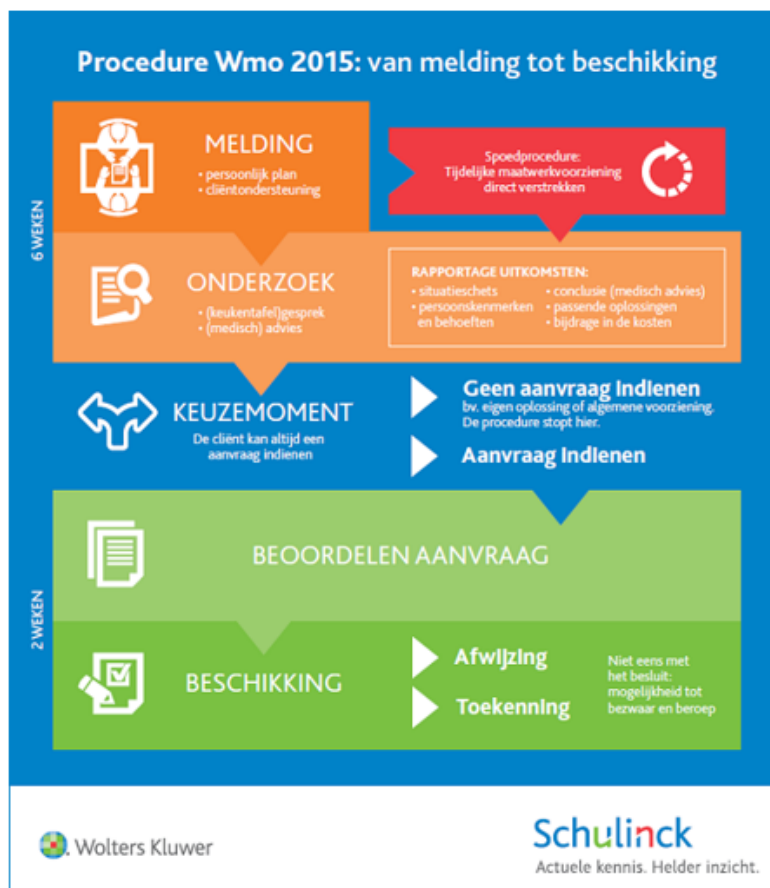 Procedure Wmo 2015: van melding tot beschikking
6 WEKEN
MELDING
• persoonlijk plan
• cliëntondersteuning
Spoedprocedure:
Tijdelijke maatwerkvoorziening
direct verstrekken
ONDERZOEK
• (keukentafel)gesprek
• (medisch) advies
RAPPORTAGE UITKOMSTEN:
• situatieschets
• persoonskenmerken
en behoeften
• conclusie (medisch advies)
• passende oplossingen
• bijdrage in de kosten
KEUZEMOMENT
De cliënt kan altijd een
aanvraag indienen
Geen aanvraag indienen
bv. eigen oplossing of algemene voorziening.
De procedure stopt hier.
Aanvraag indienen
2 WEKEN
BEOORDELEN AANVRAAG
BESCHIKKING
Afwijzing
Toekenning
Niet eens met
het besluit:
mogelijkheid tot
bezwaar en beroep
Wolters Kluwer
Schulinck
Actuele kennis. Helder inzicht.